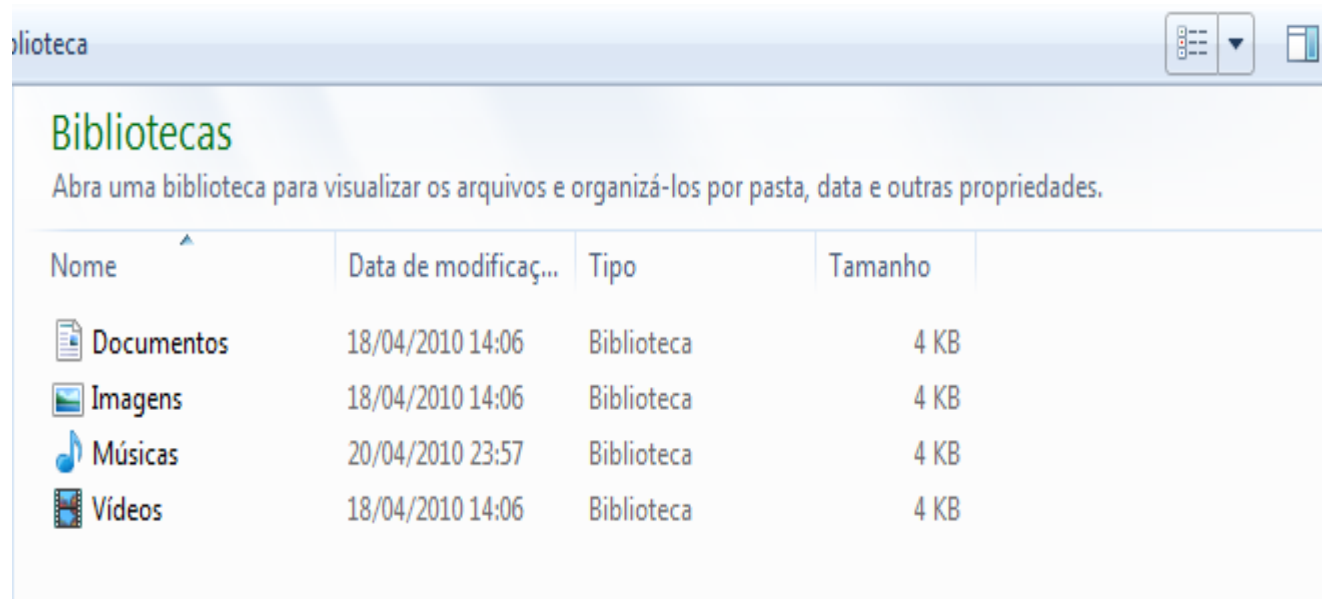 blioteca
Bibliotecas
Abra uma biblioteca para visualizar os arquivos e organizá-los por pasta, data e outras propriedades.
Nome Data de modificaç... Tipo Tamanho
Documentos 18/04/2010 14:06 Biblioteca 4 KB
Imagens 18/04/2010 14:06 Biblioteca 4 KB
Músicas 20/04/2010 23:57 Biblioteca 4 KB
Vídeos 18/04/2010 14:06 Biblioteca 4 KB